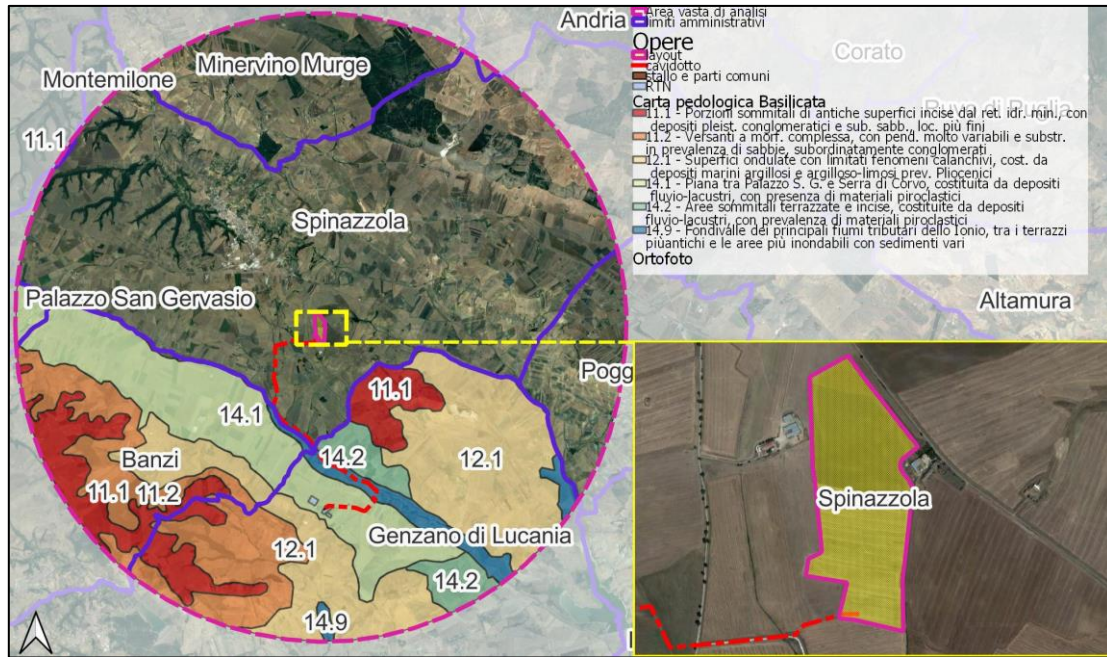 Area vasta di analisi
limiti amministrativi
Opere
layout
cavidotto
stallo e parti comuni
RTN
Carta pedologica Basilicata
11.1 - Porzioni sommitali di antiche superfici incise dal ret. idr. min., con
depositi pleist. conglomeratici e sub. sabb., loc. più fini
11.2 - Versanti a morf. complessa, con pend. molto variabili e substr.
in prevalenza di sabbie, subordinatamente conglomerati
12.1 - Superfici ondulate con limitati fenomeni calanchivi, cost. da
depositi marini argillosi e argilloso-limosi prev. Pliocenici
14.1 - Piana tra Palazzo S. G. e Serra di Corvo, costituita da depositi
fluvio-lacustri, con presenza di materiali piroclastici
14.2 - Aree sommitali terrazzate e incise, costituite da depositi
fluvio-lacustri, con prevalenza di materiali piroclastici
14.9 - Fondivalle dei principali fiumi tributari dello Ionio, tra i terrazzi
piùantichi e le aree più inondabili con sedimenti vari
Ortofoto
Andria
Corato
Minervino Murge
Montemilone
Ruvo di Puglia
11.1
Spinazzola
Palazzo San Gervasio
Altamura
Pogg
11.1
14.1
14.2
12.1
Banzi
11.1
11.2
Genzano di Lucania
12.1
14.2
14.9
Spinazzola